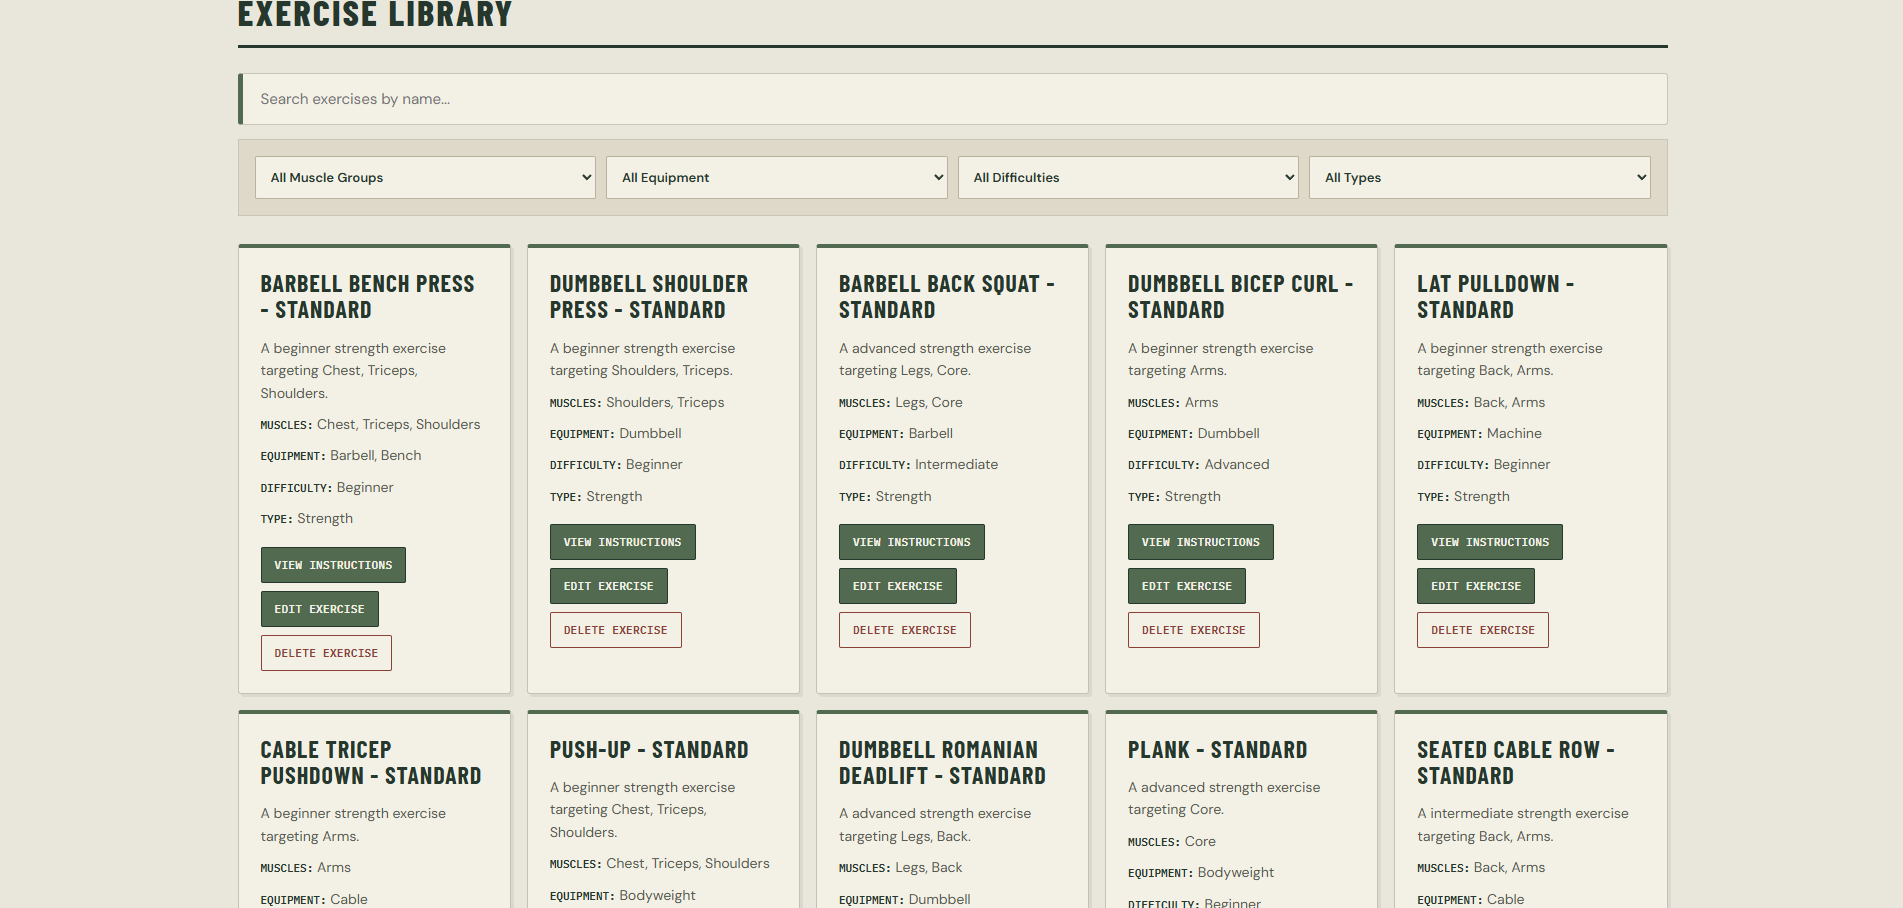 EXERCISE LIBRARY
Search exercises by name...
All Muscle Groups
All Equipment
All Difficulties
All Types
BARBELL BENCH PRESS
- STANDARD
A beginner strength exercise
targeting Chest, Triceps,
Shoulders.
MUSCLES: Chest, Triceps, Shoulders
EQUIPMENT: Barbell, Bench
DIFFICULTY: Beginner
TYPE: Strength
VIEW INSTRUCTIONS
EDIT EXERCISE
DELETE EXERCISE
DUMBBELL SHOULDER
PRESS - STANDARD
A beginner strength exercise
targeting Shoulders, Triceps.
MUSCLES: Shoulders, Triceps
EQUIPMENT: Dumbbell
DIFFICULTY: Beginner
TYPE: Strength
VIEW INSTRUCTIONS
EDIT EXERCISE
DELETE EXERCISE
BARBELL BACK SQUAT -
STANDARD
A advanced strength exercise
targeting Legs, Core.
MUSCLES: Legs, Core
EQUIPMENT: Barbell
DIFFICULTY: Intermediate
TYPE: Strength
VIEW INSTRUCTIONS
EDIT EXERCISE
DELETE EXERCISE
DUMBBELL BICEP CURL -
STANDARD
A beginner strength exercise
targeting Arms.
MUSCLES: Arms
EQUIPMENT: Dumbbell
DIFFICULTY: Advanced
TYPE: Strength
VIEW INSTRUCTIONS
EDIT EXERCISE
DELETE EXERCISE
LAT PULLDOWN -
STANDARD
A beginner strength exercise
targeting Back, Arms.
MUSCLES: Back, Arms
EQUIPMENT: Machine
DIFFICULTY: Beginner
TYPE: Strength
VIEW INSTRUCTIONS
EDIT EXERCISE
DELETE EXERCISE
CABLE TRICEP
PUSHDOWN - STANDARD
A beginner strength exercise
targeting Arms.
MUSCLES: Arms
EQUIPMENT: Cable
PUSH-UP - STANDARD
A beginner strength exercise
targeting Chest, Triceps,
Shoulders.
MUSCLES: Chest, Triceps, Shoulders
EQUIPMENT: Bodyweight
DUMBBELL ROMANIAN
DEADLIFT - STANDARD
A advanced strength exercise
targeting Legs, Back.
MUSCLES: Legs, Back
EQUIPMENT: Dumbbell
PLANK - STANDARD
A advanced strength exercise
targeting Core.
MUSCLES: Core
EQUIPMENT: Bodyweight
DIFFICULTY: Beginner
SEATED CABLE ROW -
STANDARD
A intermediate strength exercise
targeting Back, Arms.
MUSCLES: Back, Arms
EQUIPMENT: Cable